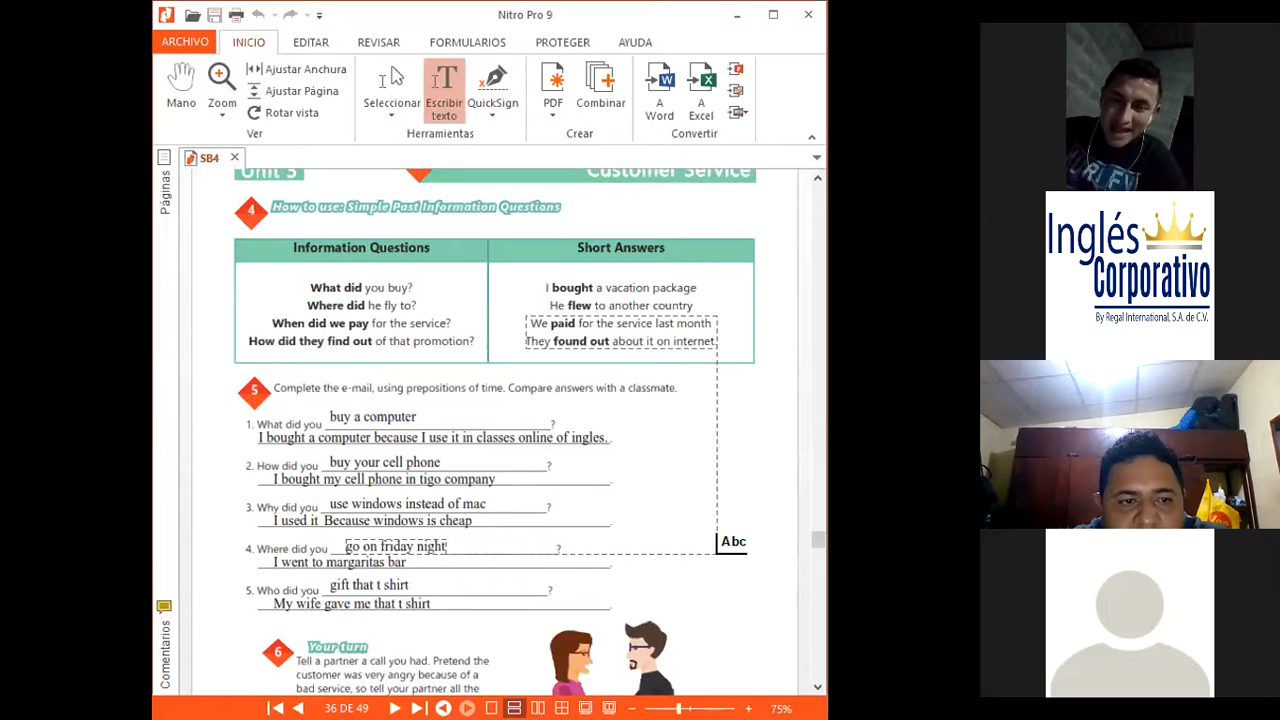 Nitro Pro 9
ARCHIVO INICIO EDITAR REVISAR FORMULARIOS PROTEGER AYUDA
Mano
Zoom
Ajustar Anchura
Ajustar Página
Rotar vista
Ver
Seleccionar
Escribir texto
QuickSign
Herramientas
PDF
Combinar
Crear
A Word
A Excel
Convertir
SB4
Páginas
Unit 5 Customer Service
4 How to use: Simple Past Information Questions
Information Questions Short Answers
What did you buy? I bought a vacation package
Where did he fly to? He flew to another country
When did we pay for the service? We paid for the service last month
How did they find out of that promotion? They found out about it on internet
5 Complete the e-mail, using prepositions of time. Compare answers with a classmate.
1. What did you buy a computer ?
I bought a computer because I use it in classes online of ingles. .
2. How did you buy your cell phone ?
I bought my cell phone in tigo company .
3. Why did you use windows instead of mac ?
I used it Because windows is cheap .
4. Where did you go on friday night ?
I went to margaritas bar .
Abc
5. Who did you gift that t shirt ?
My wife gave me that t shirt .
6 Your turn
Tell a partner a call you had. Pretend the
customer was very angry because of a
bad service, so tell your partner all the
Comentarios
36 DE 49
75%
Inglés
Corporativo
By Regal International, S.A. de C.V.